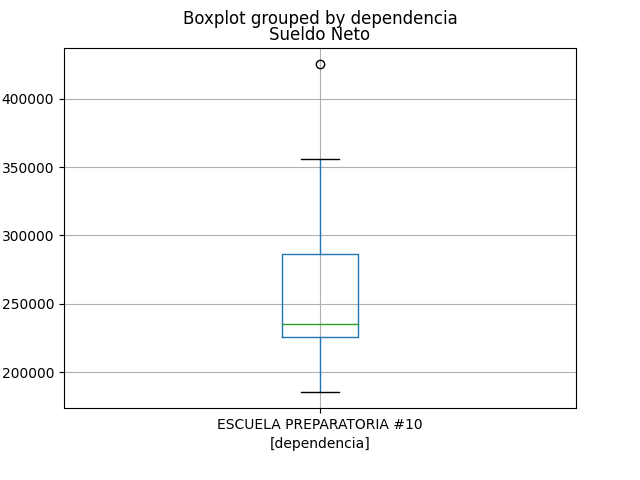 Boxplot grouped by dependencia
Sueldo Neto
400000
350000
300000
250000
200000
ESCUELA PREPARATORIA #10
[dependencia]